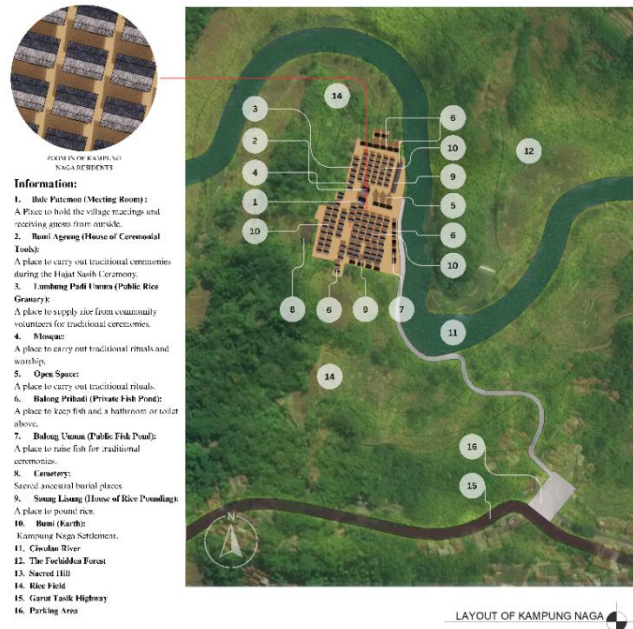 ZOOM IN OF KAMPUNG
NAGA RESIDENTS
Information:
1. Bale Patemon (Meeting Room) :
A Place to hold the village meetings and
receiving guests from outside.
2. Bumi Ageung (House of Ceremonial
Tools):
A place to carry out traditional ceremonies
during the Hajat Sasih Ceremony.
3. Lumbung Padi Umum (Public Rice
Granary):
A place to supply rice from community
volunteers for traditional ceremonies.
4. Mosque:
A place to carry out traditional rituals and
worship.
5. Open Space:
A place to carry out traditional rituals.
6. Balong Pribadi (Private Fish Pond):
A place to keep fish and a bathroom or toilet
above.
7. Balong Umum (Public Fish Pond):
A place to raise fish for traditional
ceremonies.
8. Cemetery:
Sacred ancestral burial places.
9. Saung Lisung (House of Rice Pounding):
A place to pound rice.
10. Bumi (Earth):
Kampung Naga Settlement.
11. Ciwulan River
12. The Forbidden Forest
13. Sacred Hill
14. Rice Field
15. Garut Tasik Highway
16. Parking Area
14
3
6
2
10
12
4
9
1
5
10
6
10
8
6
9
7
11
14
16
15
N
LAYOUT OF KAMPUNG NAGA